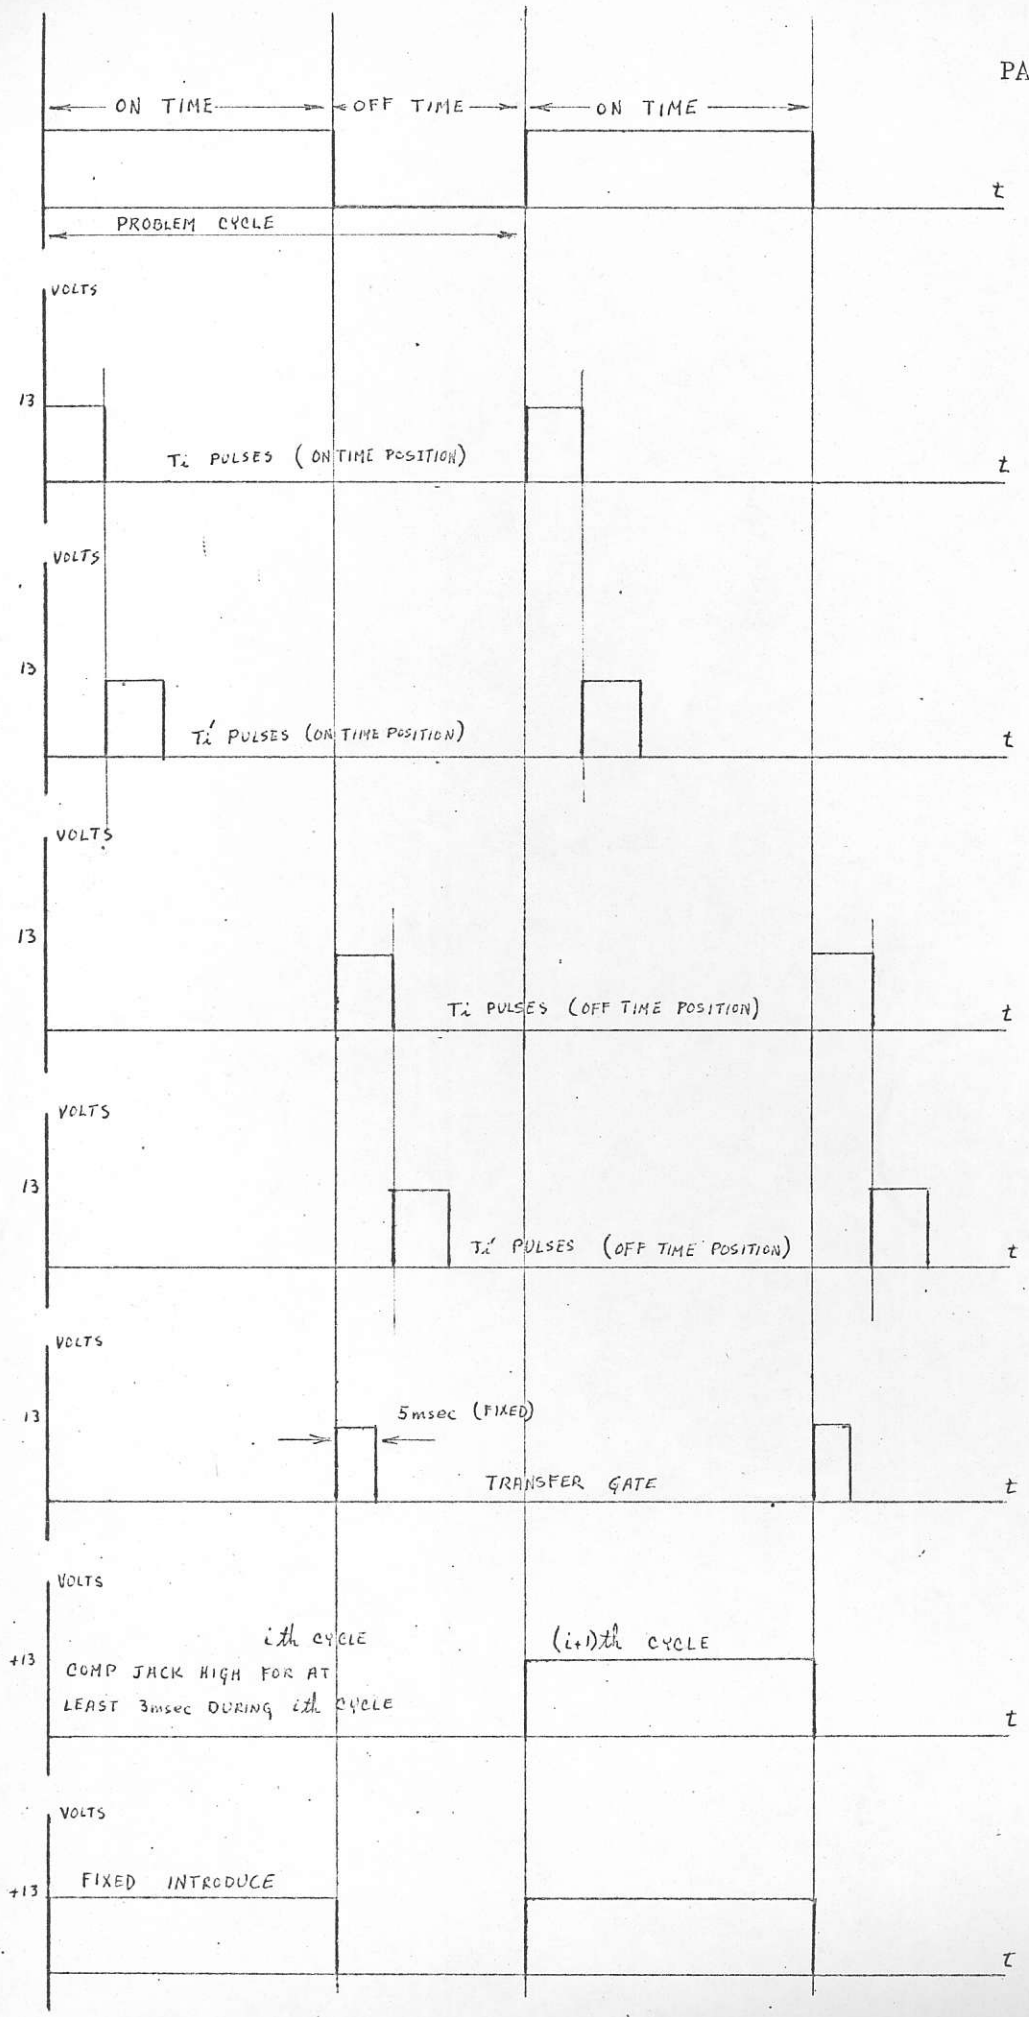 PA
ON TIME OFF TIME ON TIME
t
PROBLEM CYCLE
VOLTS
13
Ti PULSES (ON TIME POSITION)
t
VOLTS
13
Ti' PULSES (ON TIME POSITION)
t
VOLTS
13
Ti PULSES (OFF TIME POSITION)
t
VOLTS
13
Ti' PULSES (OFF TIME POSITION)
t
VOLTS
13
5msec (FIXED)
TRANSFER GATE
t
VOLTS
ith CYCLE (i+1)th CYCLE
+13
COMP JACK HIGH FOR AT
LEAST 3msec DURING ith CYCLE
t
VOLTS
+13
FIXED INTRODUCE
t